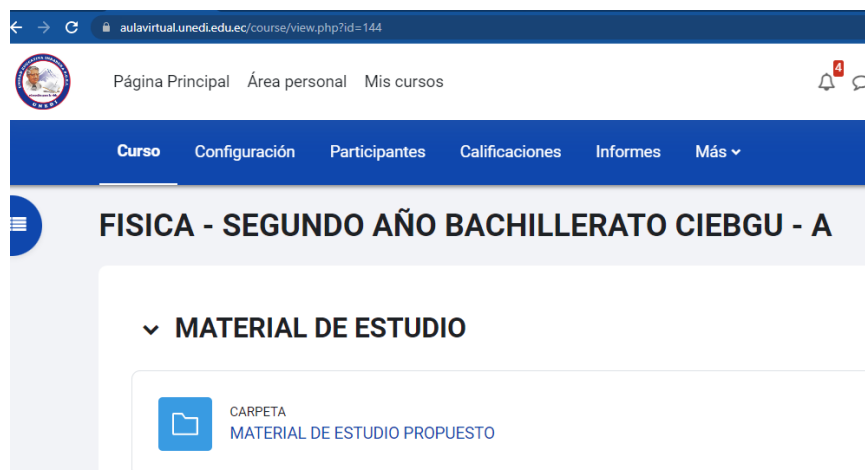 aulavirtual.unedi.edu.ec/course/view.php?id=144
Página Principal Área personal Mis cursos
4
UNEDI
Curso Configuración Participantes Calificaciones Informes Más
FISICA - SEGUNDO AÑO BACHILLERATO CIEBGU - A
MATERIAL DE ESTUDIO
CARPETA
MATERIAL DE ESTUDIO PROPUESTO